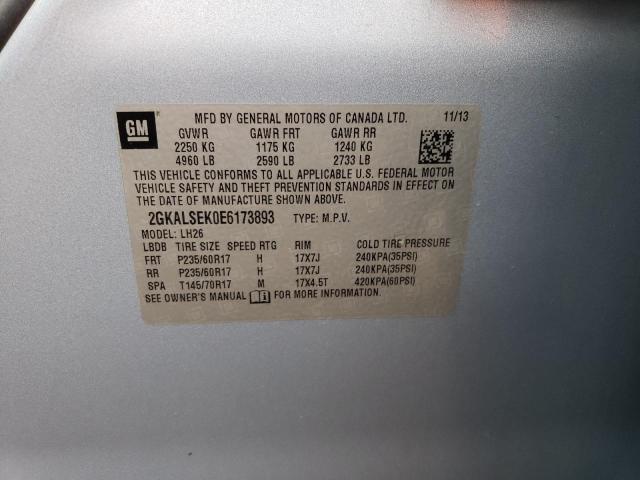 GM
MFD BY GENERAL MOTORS OF CANADA LTD. 11/13
GVWR GAWR FRT GAWR RR
2250 KG 1175 KG 1240 KG
4960 LB 2590 LB 2733 LB
THIS VEHICLE CONFORMS TO ALL APPLICABLE U.S. FEDERAL MOTOR
VEHICLE SAFETY AND THEFT PREVENTION STANDARDS IN EFFECT ON
THE DATE OF MANUFACTURE SHOWN ABOVE.
2GKALSEK0E6173893 TYPE: M.P.V.
MODEL: LH26
LBDB TIRE SIZE SPEED RTG RIM COLD TIRE PRESSURE
FRT P235/60R17 H 17X7J 240KPA(35PSI)
RR P235/60R17 H 17X7J 240KPA(35PSI)
SPA T145/70R17 M 17X4.5T 420KPA(60PSI)
SEE OWNER'S MANUAL FOR MORE INFORMATION.